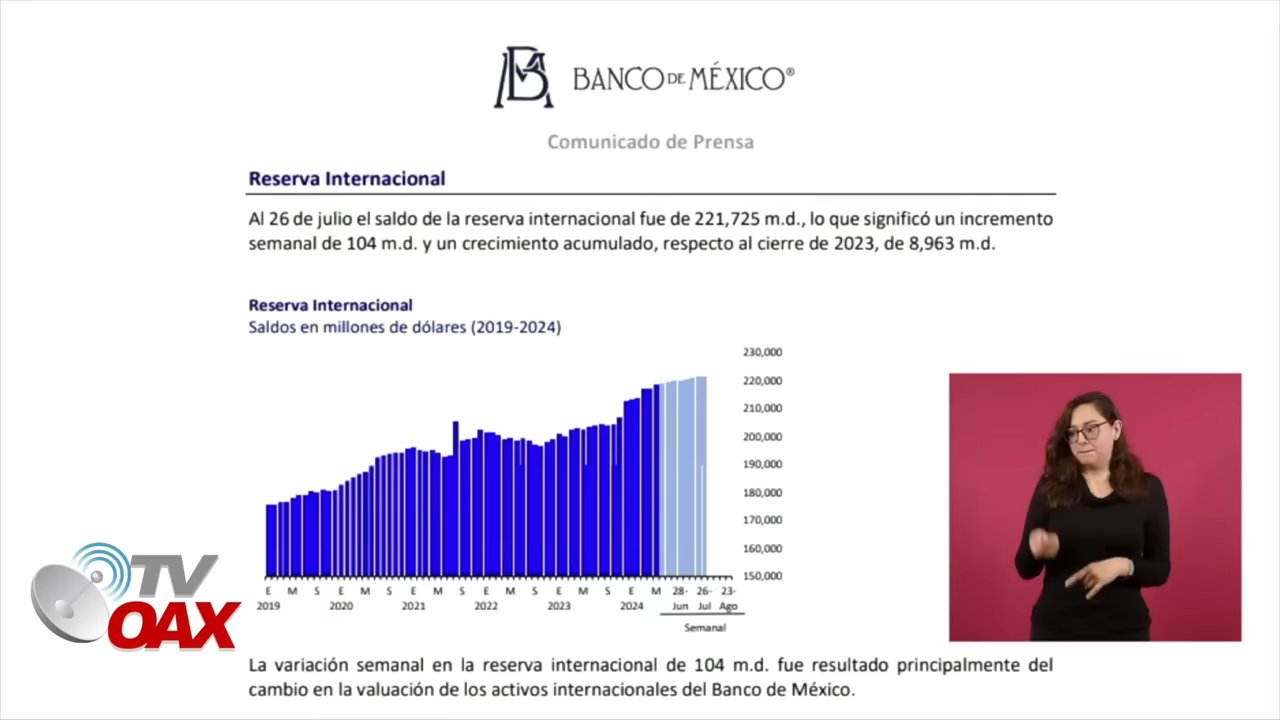 BM BANCO DE MÉXICO®
Comunicado de Prensa
Reserva Internacional
Al 26 de julio el saldo de la reserva internacional fue de 221,725 m.d., lo que significó un incremento
semanal de 104 m.d. y un crecimiento acumulado, respecto al cierre de 2023, de 8,963 m.d.
Reserva Internacional
Saldos en millones de dólares (2019-2024)
230,000
220,000
210,000
200,000
190,000
180,000
170,000
160,000
150,000
E M S E M S E M S E M S E M S E M 28- 26- 23-
2019 2020 2021 2022 2023 2024 Jun Jul Ago
Semanal
TV
OAX
La variación semanal en la reserva internacional de 104 m.d. fue resultado principalmente del
cambio en la valuación de los activos internacionales del Banco de México.